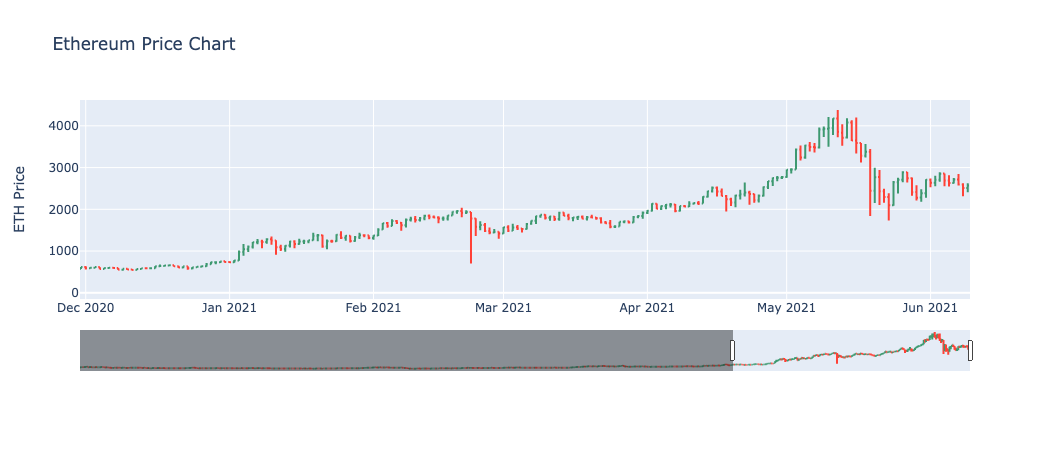 Ethereum Price Chart
ETH Price
4000
3000
2000
1000
0
Dec 2020
Jan 2021
Feb 2021
Mar 2021
Apr 2021
May 2021
Jun 2021